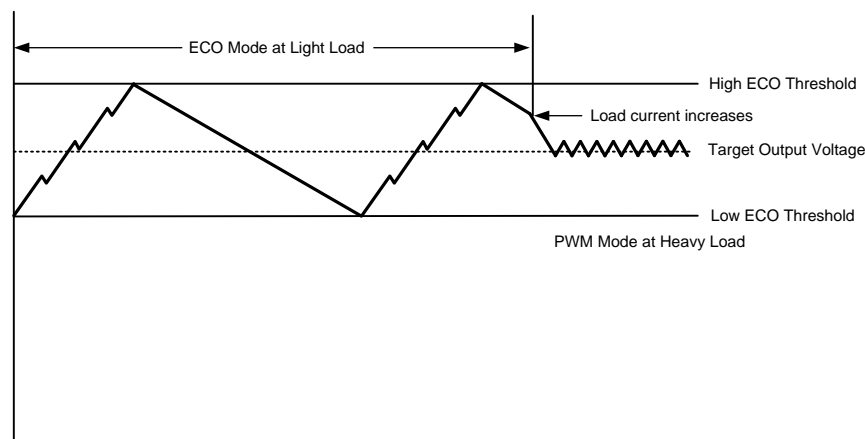 ECO Mode at Light Load
High ECO Threshold
Load current increases
Target Output Voltage
Low ECO Threshold
PWM Mode at Heavy Load